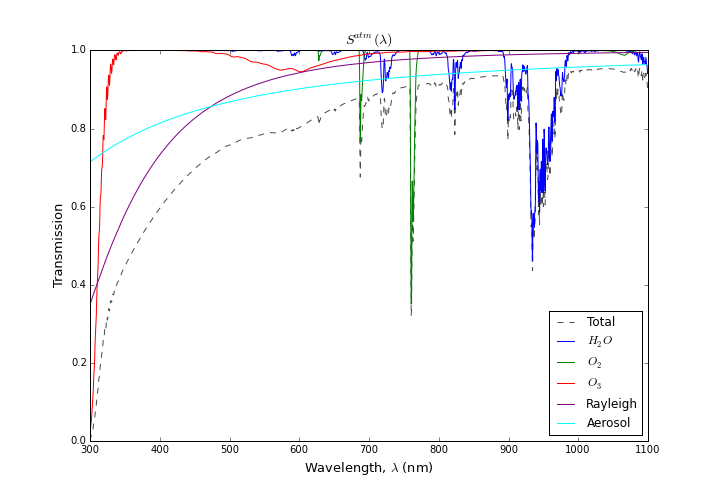 S^{atm}(λ)
1.0
0.8
0.6
0.4
0.2
0.0
Transmission
300 400 500 600 700 800 900 1000 1100
Wavelength, λ (nm)
Total
H₂O
O₂
O₃
Rayleigh
Aerosol